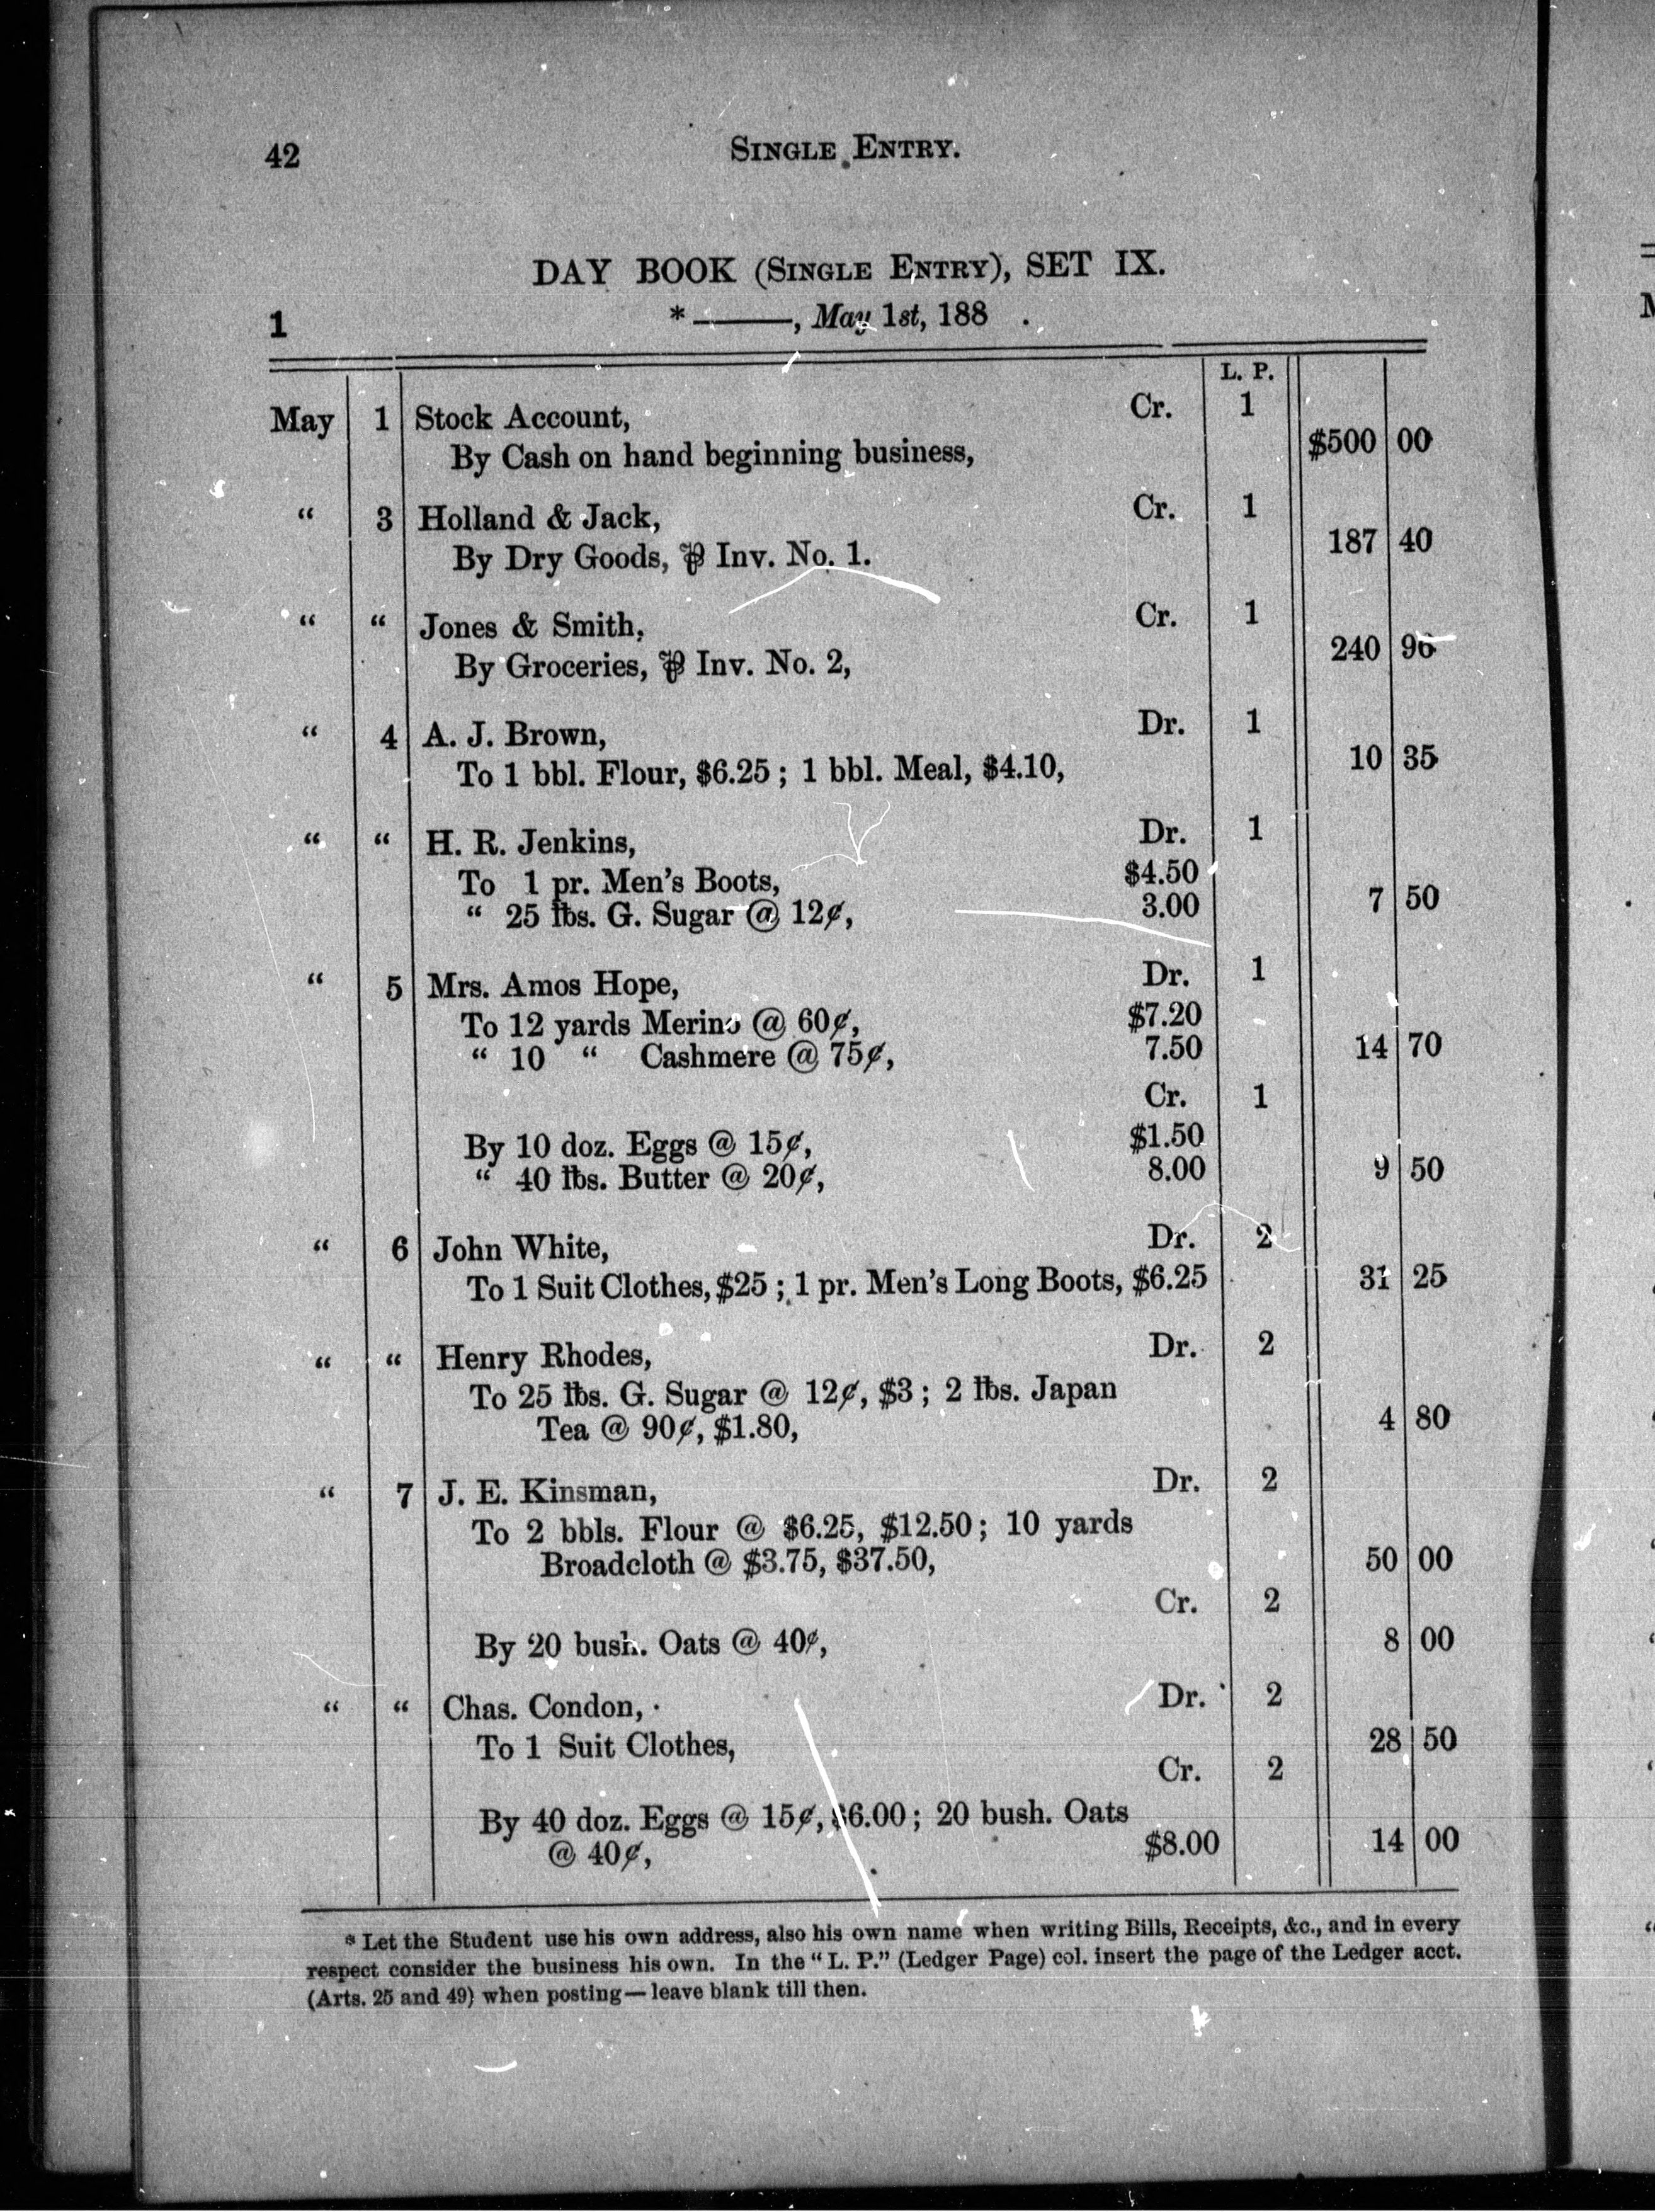 42
SINGLE ENTRY.
DAY BOOK (SINGLE ENTRY), SET IX.
1
*———, May 1st, 188 .
L. P.
May 1 Stock Account, Cr. 1
By Cash on hand beginning business, $500 00
“ 3 Holland & Jack, Cr. 1
By Dry Goods, ⅌ Inv. No. 1. 187 40
“ “ Jones & Smith, Cr. 1
By Groceries, ⅌ Inv. No. 2, 240
“ 4 A. J. Brown, Dr. 1
To 1 bbl. Flour, $6.25; 1 bbl. Meal, $4.10, 10 35
“ “ H. R. Jenkins, Dr. 1
To 1 pr. Men's Boots, $4.50
“ 25 lbs. G. Sugar @ 12¢, 3.00 7 50
“ 5 Mrs. Amos Hope, Dr. 1
To 12 yards Merino @ 60¢, $7.20
“ 10 “ Cashmere @ 75¢, 7.50 14 70
Cr. 1
By 10 doz. Eggs @ 15¢, $1.50
“ 40 lbs. Butter @ 20¢, 8.00 9 50
“ 6 John White, Dr. 2
To 1 Suit Clothes, $25; 1 pr. Men's Long Boots, $6.25 31 25
“ “ Henry Rhodes, Dr. 2
To 25 lbs. G. Sugar @ 12¢, $3; 2 lbs. Japan
Tea @ 90¢, $1.80, 4 80
“ 7 J. E. Kinsman, Dr. 2
To 2 bbls. Flour @ $6.25, $12.50; 10 yards
Broadcloth @ $3.75, $37.50, 50 00
Cr. 2
By 20 bush. Oats @ 40¢, 8 00
“ “ Chas. Condon, Dr. 2
To 1 Suit Clothes, 28 50
Cr. 2
By 40 doz. Eggs @ 15¢, $6.00; 20 bush. Oats
@ 40¢, $8.00 14 00
* Let the Student use his own address, also his own name when writing Bills, Receipts, &c., and in every
respect consider the business his own. In the “L. P.” (Ledger Page) col. insert the page of the Ledger acct.
(Arts. 25 and 49) when posting—leave blank till then.